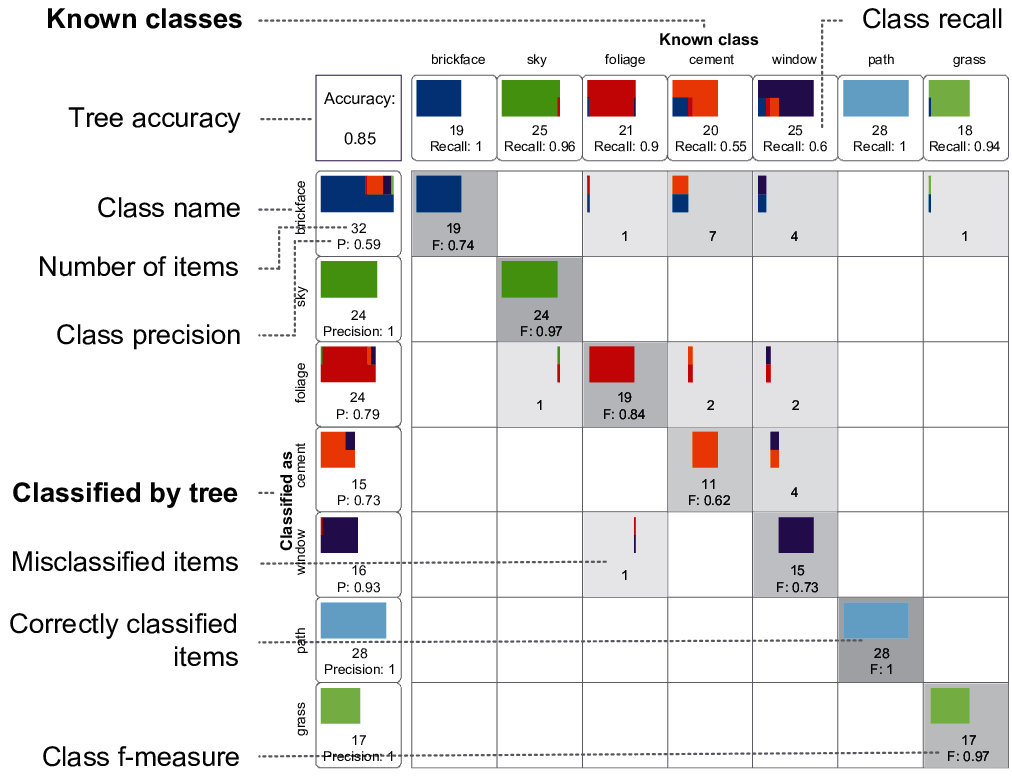 Known classes
Class recall
Known class
brickface sky foliage cement window path grass
Tree accuracy
Accuracy:
0.85
19
Recall: 1
25
Recall: 0.96
21
Recall: 0.9
20
Recall: 0.55
25
Recall: 0.6
28
Recall: 1
18
Recall: 0.94
Class name
Number of items
Class precision
Classified as
brickface
32
P: 0.59
19
F: 0.74
1
7
4
1
sky
24
Precision: 1
24
F: 0.97
foliage
24
P: 0.79
1
19
F: 0.84
2
2
Classified by tree
cement
15
P: 0.73
11
F: 0.62
4
Misclassified items
window
16
P: 0.93
1
15
F: 0.73
Correctly classified
items
path
28
Precision: 1
28
F: 1
Class f-measure
grass
17
Precision: 1
17
F: 0.97